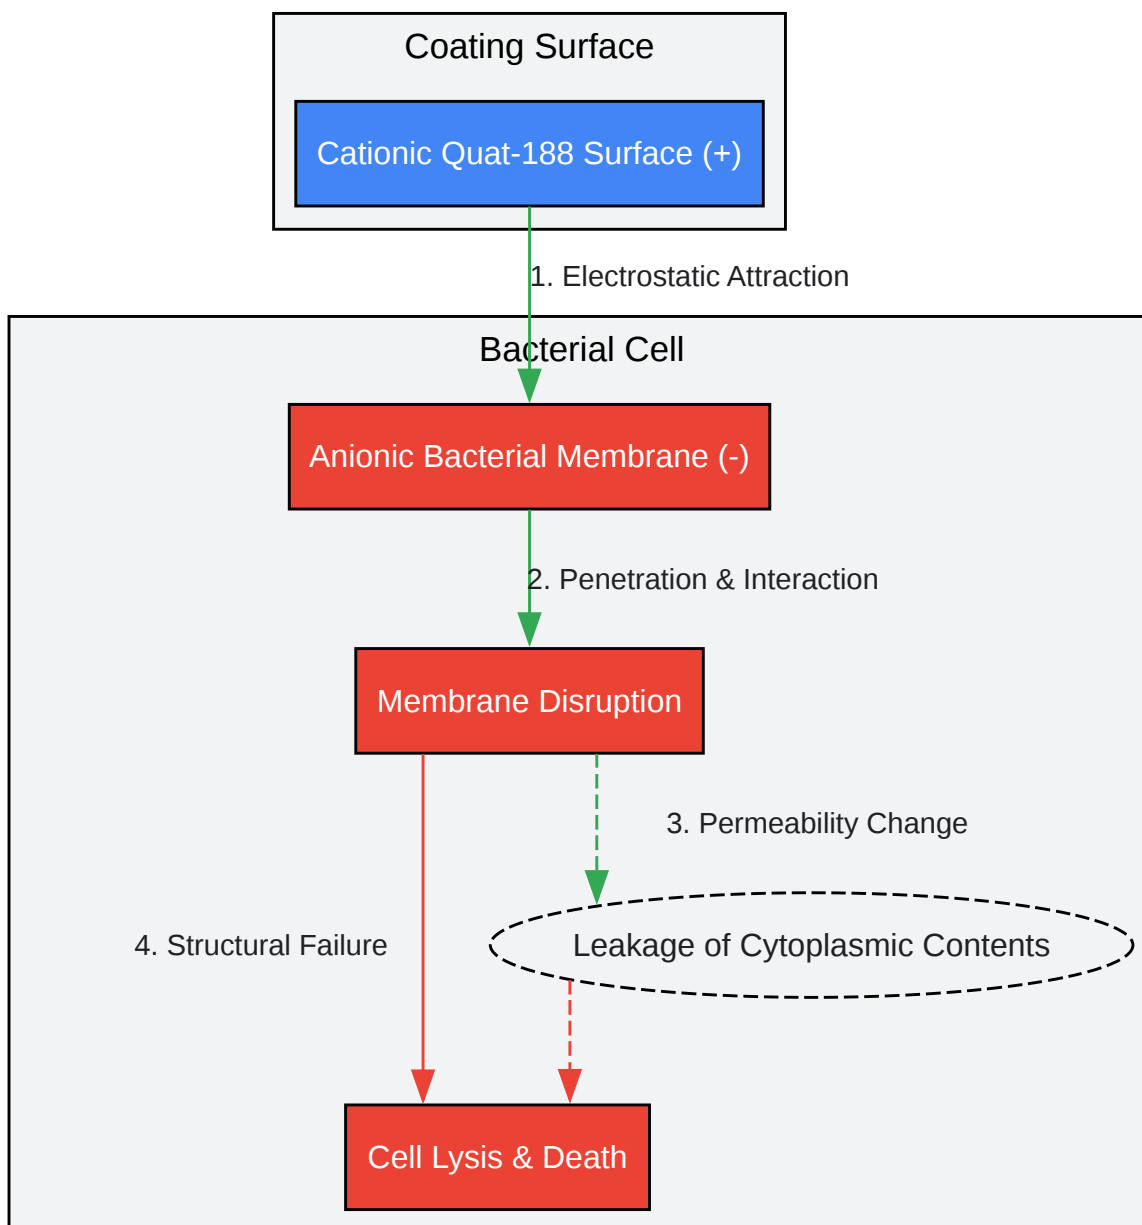 Coating Surface
Cationic Quat-188 Surface (+)
1. Electrostatic Attraction
Bacterial Cell
Anionic Bacterial Membrane (-)
2. Penetration & Interaction
Membrane Disruption
3. Permeability Change
4. Structural Failure
Leakage of Cytoplasmic Contents
Cell Lysis & Death